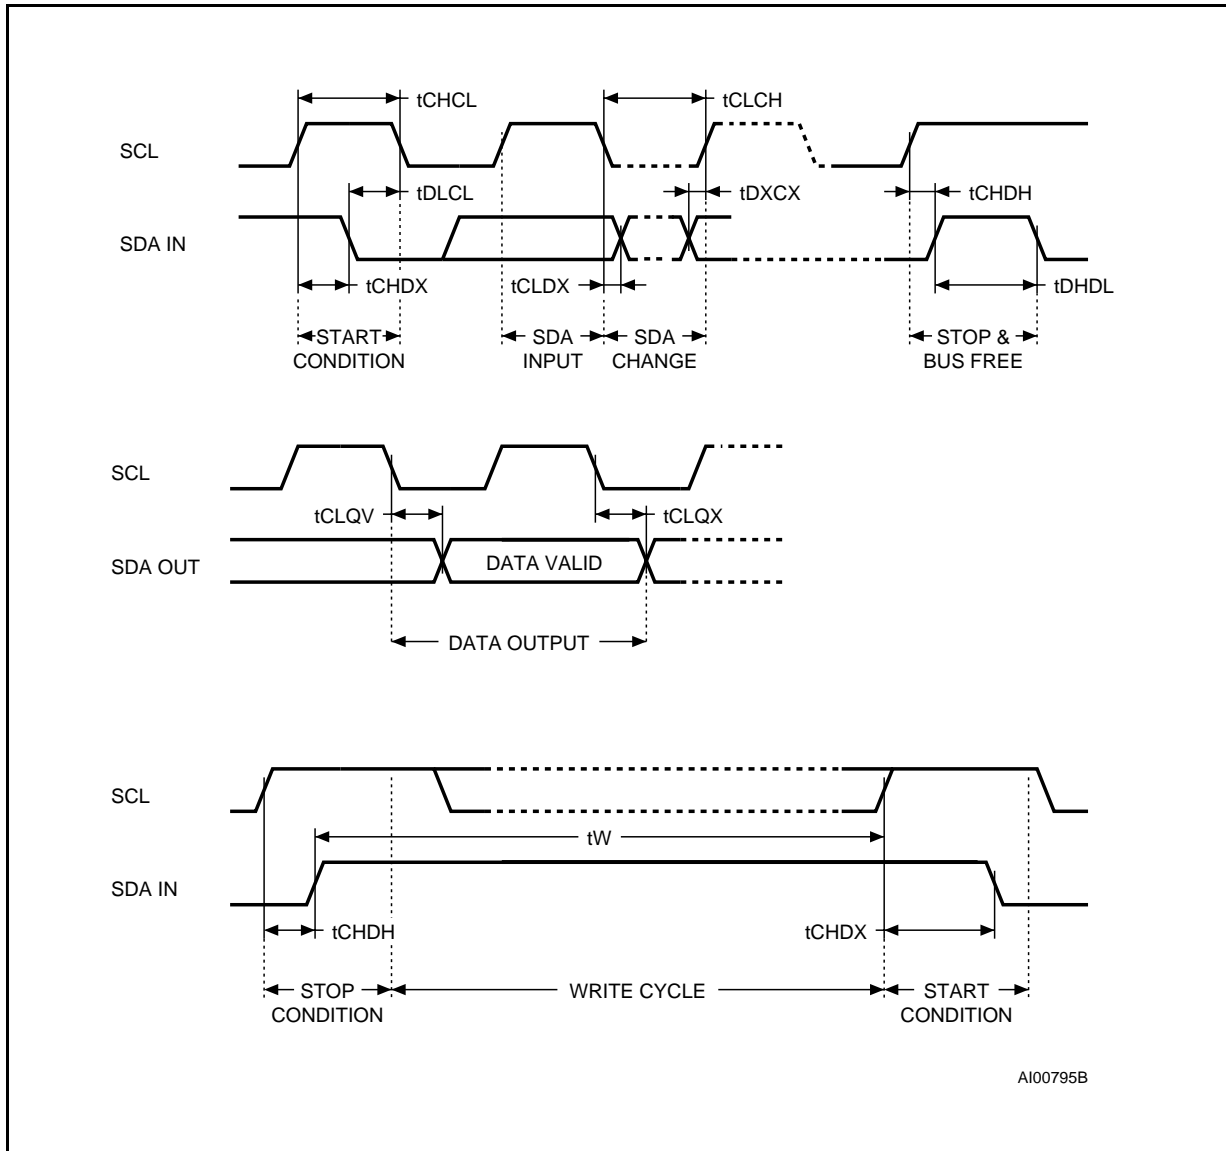 tCHCL
tCLCH
SCL
tDLCL
tDXCX
tCHDH
SDA IN
tCHDX
tCLDX
tDHDL
START
CONDITION
SDA
INPUT
SDA
CHANGE
STOP &
BUS FREE
SCL
tCLQV
tCLQX
SDA OUT
DATA VALID
DATA OUTPUT
SCL
tW
SDA IN
tCHDH
tCHDX
STOP
CONDITION
WRITE CYCLE
START
CONDITION
AI00795B